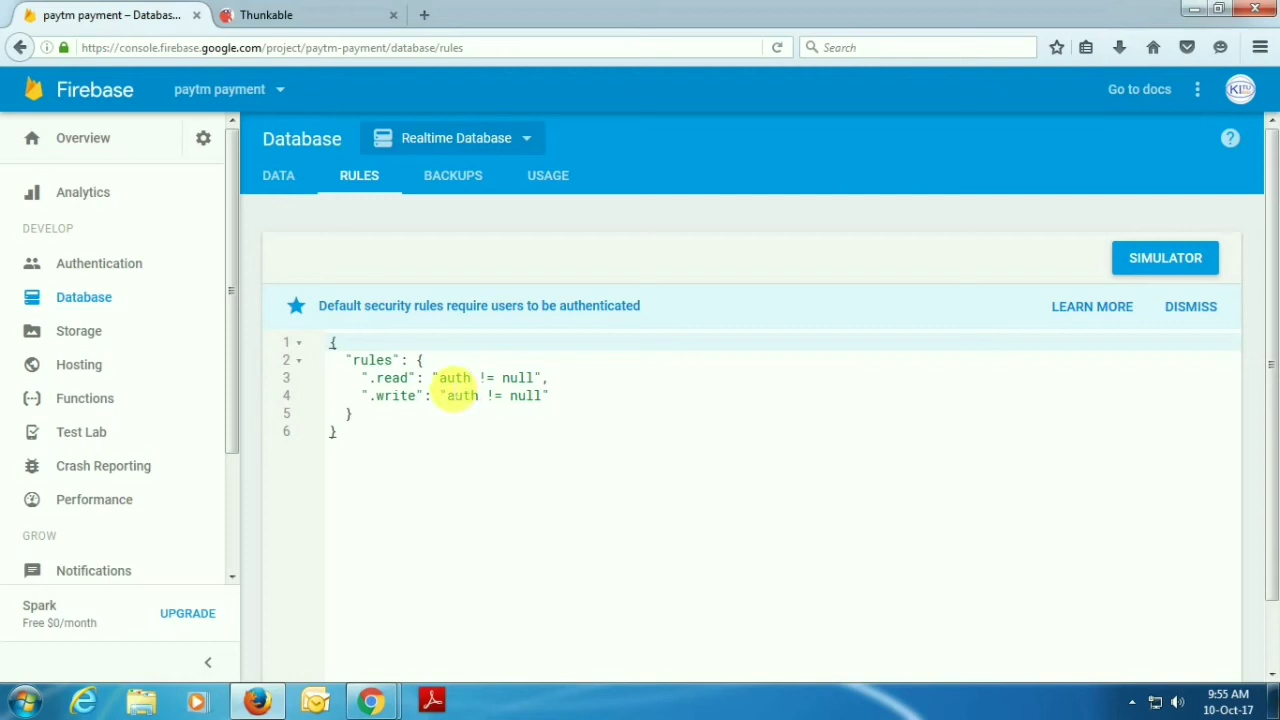 paytm payment – Databas...
Thunkable
https://console.firebase.google.com/project/paytm-payment/database/rules
Search
Firebase
paytm payment
Go to docs
Overview
Database
Realtime Database
DATA
RULES
BACKUPS
USAGE
Analytics
DEVELOP
Authentication
Database
Storage
Hosting
Functions
Test Lab
Crash Reporting
Performance
GROW
Notifications
Spark
Free $0/month
UPGRADE
SIMULATOR
Default security rules require users to be authenticated
LEARN MORE
DISMISS
1 {
2 "rules": {
3 ".read": "auth != null",
4 ".write": "auth != null"
5 }
6 }
9:55 AM
10-Oct-17